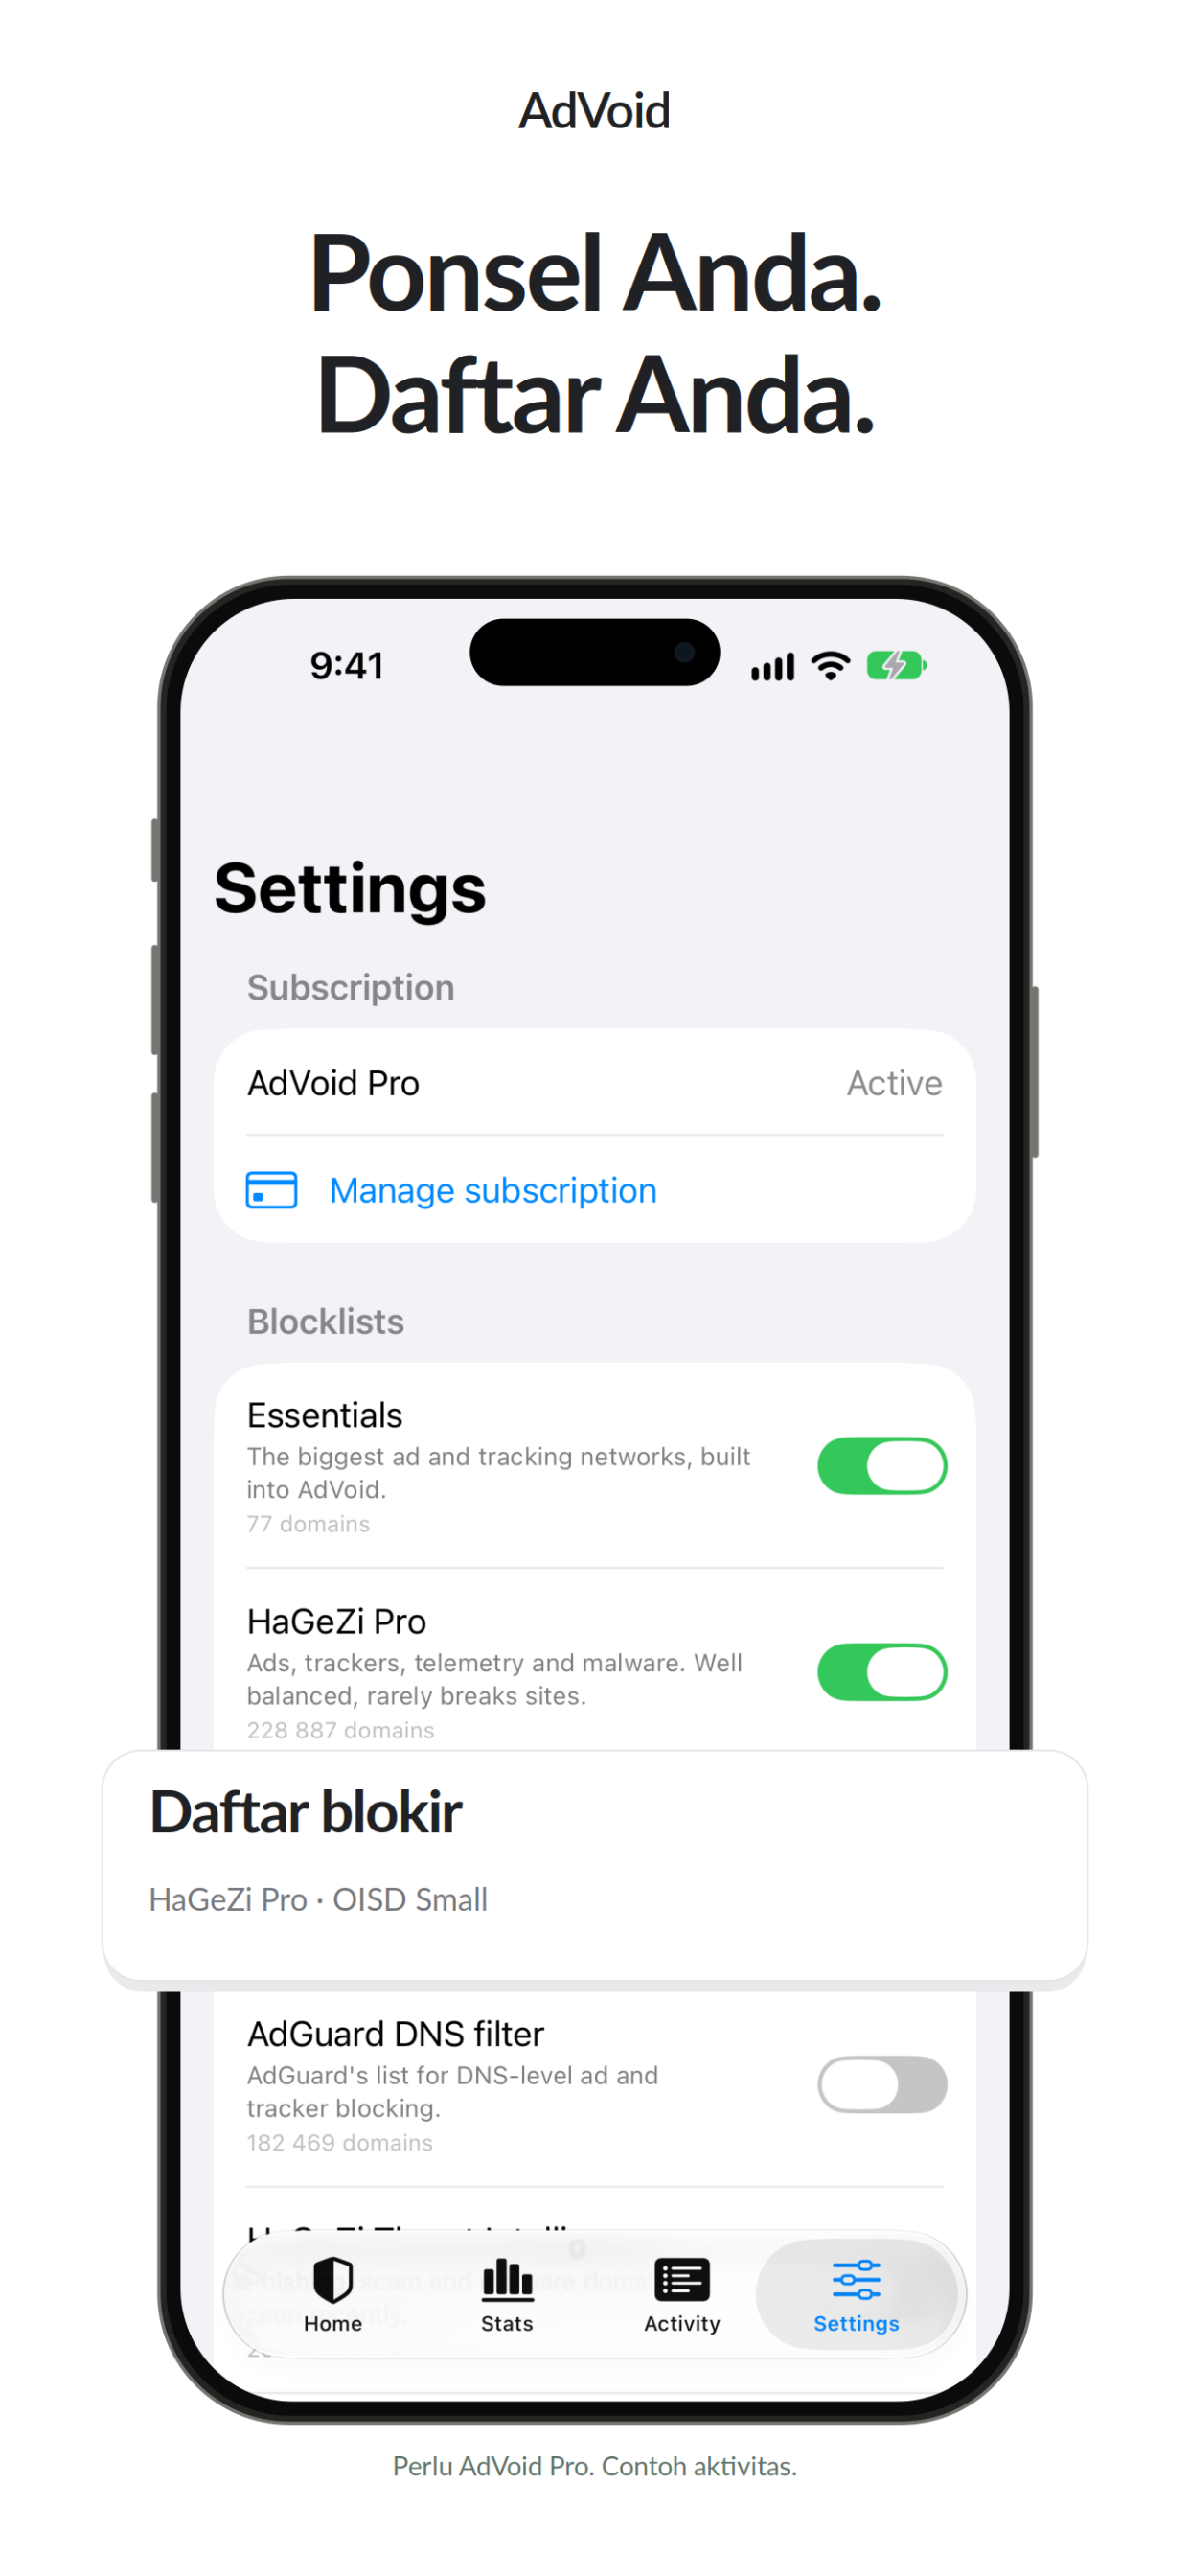 AdVoid
Ponsel Anda.
Daftar Anda.
9:41
Settings
Subscription
AdVoid Pro
Active
Manage subscription
Blocklists
Essentials
The biggest ad and tracking networks, built
into AdVoid.
77 domains
HaGeZi Pro
Ads, trackers, telemetry and malware. Well
balanced, rarely breaks sites.
228 887 domains
Daftar blokir
HaGeZi Pro · OISD Small
AdGuard DNS filter
AdGuard's list for DNS-level ad and
tracker blocking.
182 469 domains
Home
Stats
Activity
Settings
Perlu AdVoid Pro. Contoh aktivitas.